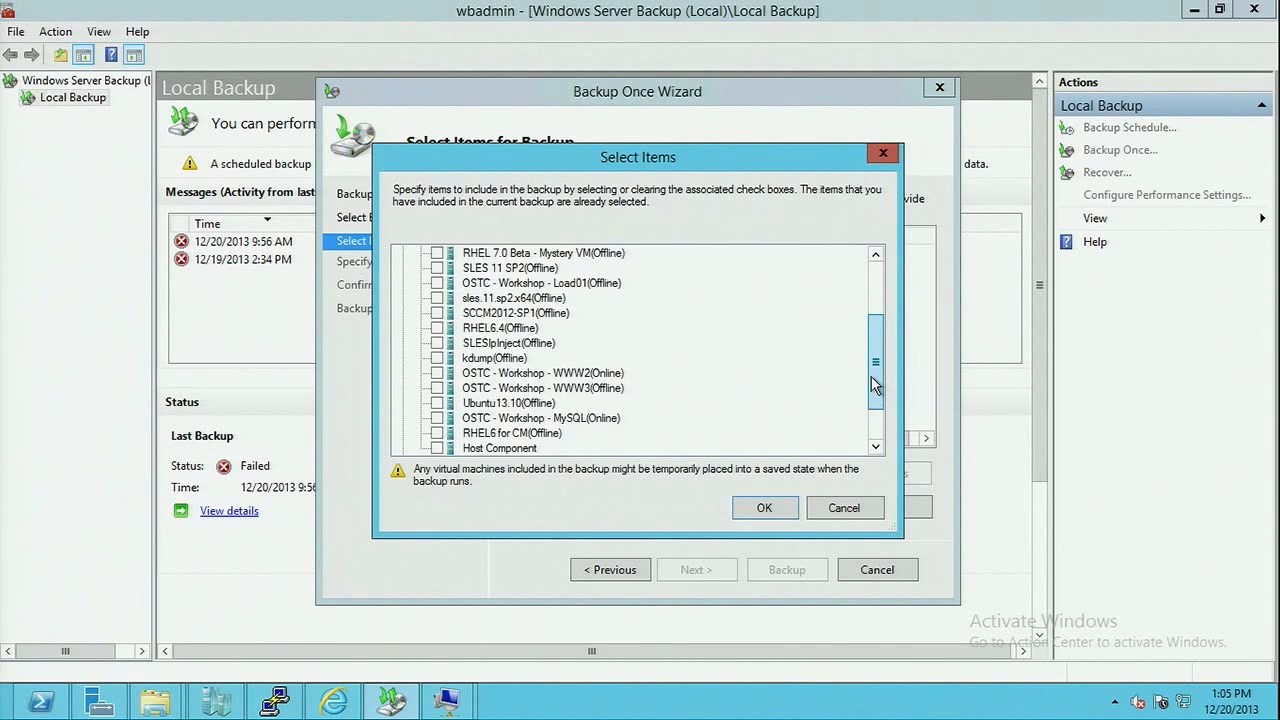 wbadmin - [Windows Server Backup (Local)\Local Backup]
File Action View Help
Windows Server Backup (L
Local Backup
Local Backup
You can perform
A scheduled backup
data.
Messages (Activity from last
Time
12/20/2013 9:56 AM
12/19/2013 2:34 PM
Status
Last Backup
Status: Failed
Time: 12/20/2013 9:56
View details
Backup Once Wizard
Select Items for Backup
Backup
Select B
Select I
Specify
Confirm
Backup
vide
Select Items
Specify items to include in the backup by selecting or clearing the associated check boxes. The items that you
have included in the current backup are already selected.
RHEL 7.0 Beta - Mystery VM(Offline)
SLES 11 SP2(Offline)
OSTC - Workshop - Load01(Offline)
sles.11.sp2.x64(Offline)
SCCM2012-SP1(Offline)
RHEL6.4(Offline)
SLESIpInject(Offline)
kdump(Offline)
OSTC - Workshop - WWW2(Online)
OSTC - Workshop - WWW3(Offline)
Ubuntu13.10(Offline)
OSTC - Workshop - MySQL(Online)
RHEL6 for CM(Offline)
Host Component
Any virtual machines included in the backup might be temporarily placed into a saved state when the
backup runs.
OK Cancel
< Previous Next > Backup Cancel
Actions
Local Backup
Backup Schedule...
Backup Once...
Recover...
Configure Performance Settings...
View
Help
Activate Windows
Go to Action Center to activate Windows.
1:05 PM
12/20/2013